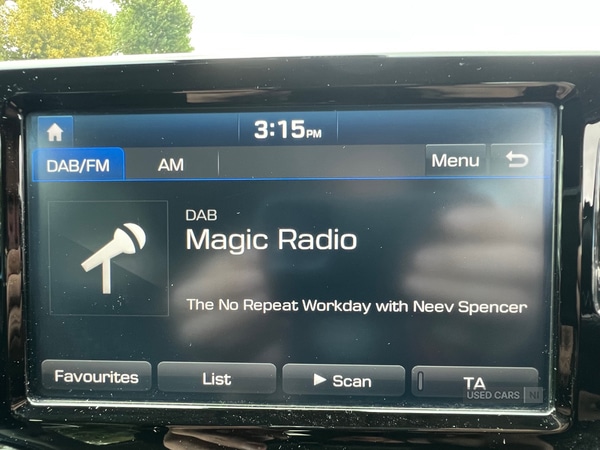 3:15PM
DAB/FM AM Menu
DAB
Magic Radio
The No Repeat Workday with Neev Spencer
Favourites List Scan TA
USED CARS NI